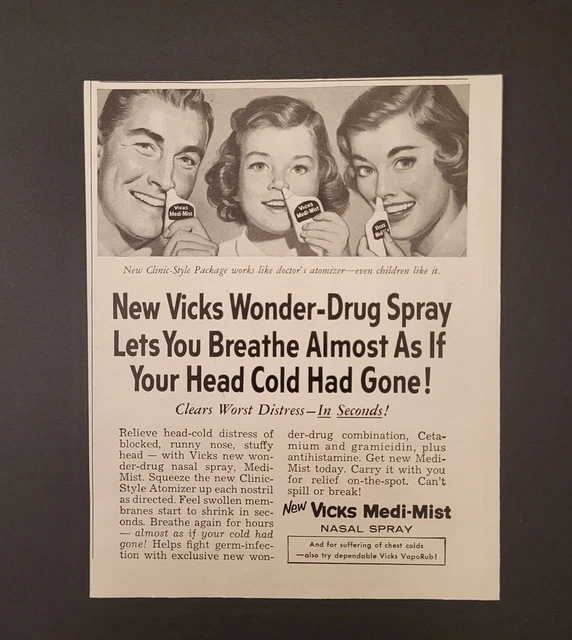 Vicks
Medi-Mist
Vicks
Medi-Mist
Vicks
New Clinic-Style Package works like doctor's atomizer—even children like it.
New Vicks Wonder-Drug Spray
Lets You Breathe Almost As If
Your Head Cold Had Gone!
Clears Worst Distress—In Seconds!
Relieve head-cold distress of
blocked, runny nose, stuffy
head — with Vicks new won-
der-drug nasal spray, Medi-
Mist. Squeeze the new Clinic-
Style Atomizer up each nostril
as directed. Feel swollen mem-
branes start to shrink in sec-
onds. Breathe again for hours
— almost as if your cold had
gone! Helps fight germ-infec-
tion with exclusive new won-
der-drug combination, Ceta-
mium and gramicidin, plus
antihistamine. Get new Medi-
Mist today. Carry it with you
for relief on-the-spot. Can't
spill or break!
New VICKS Medi-Mist
NASAL SPRAY
And for suffering of chest colds
—also try dependable Vicks VapoRub!